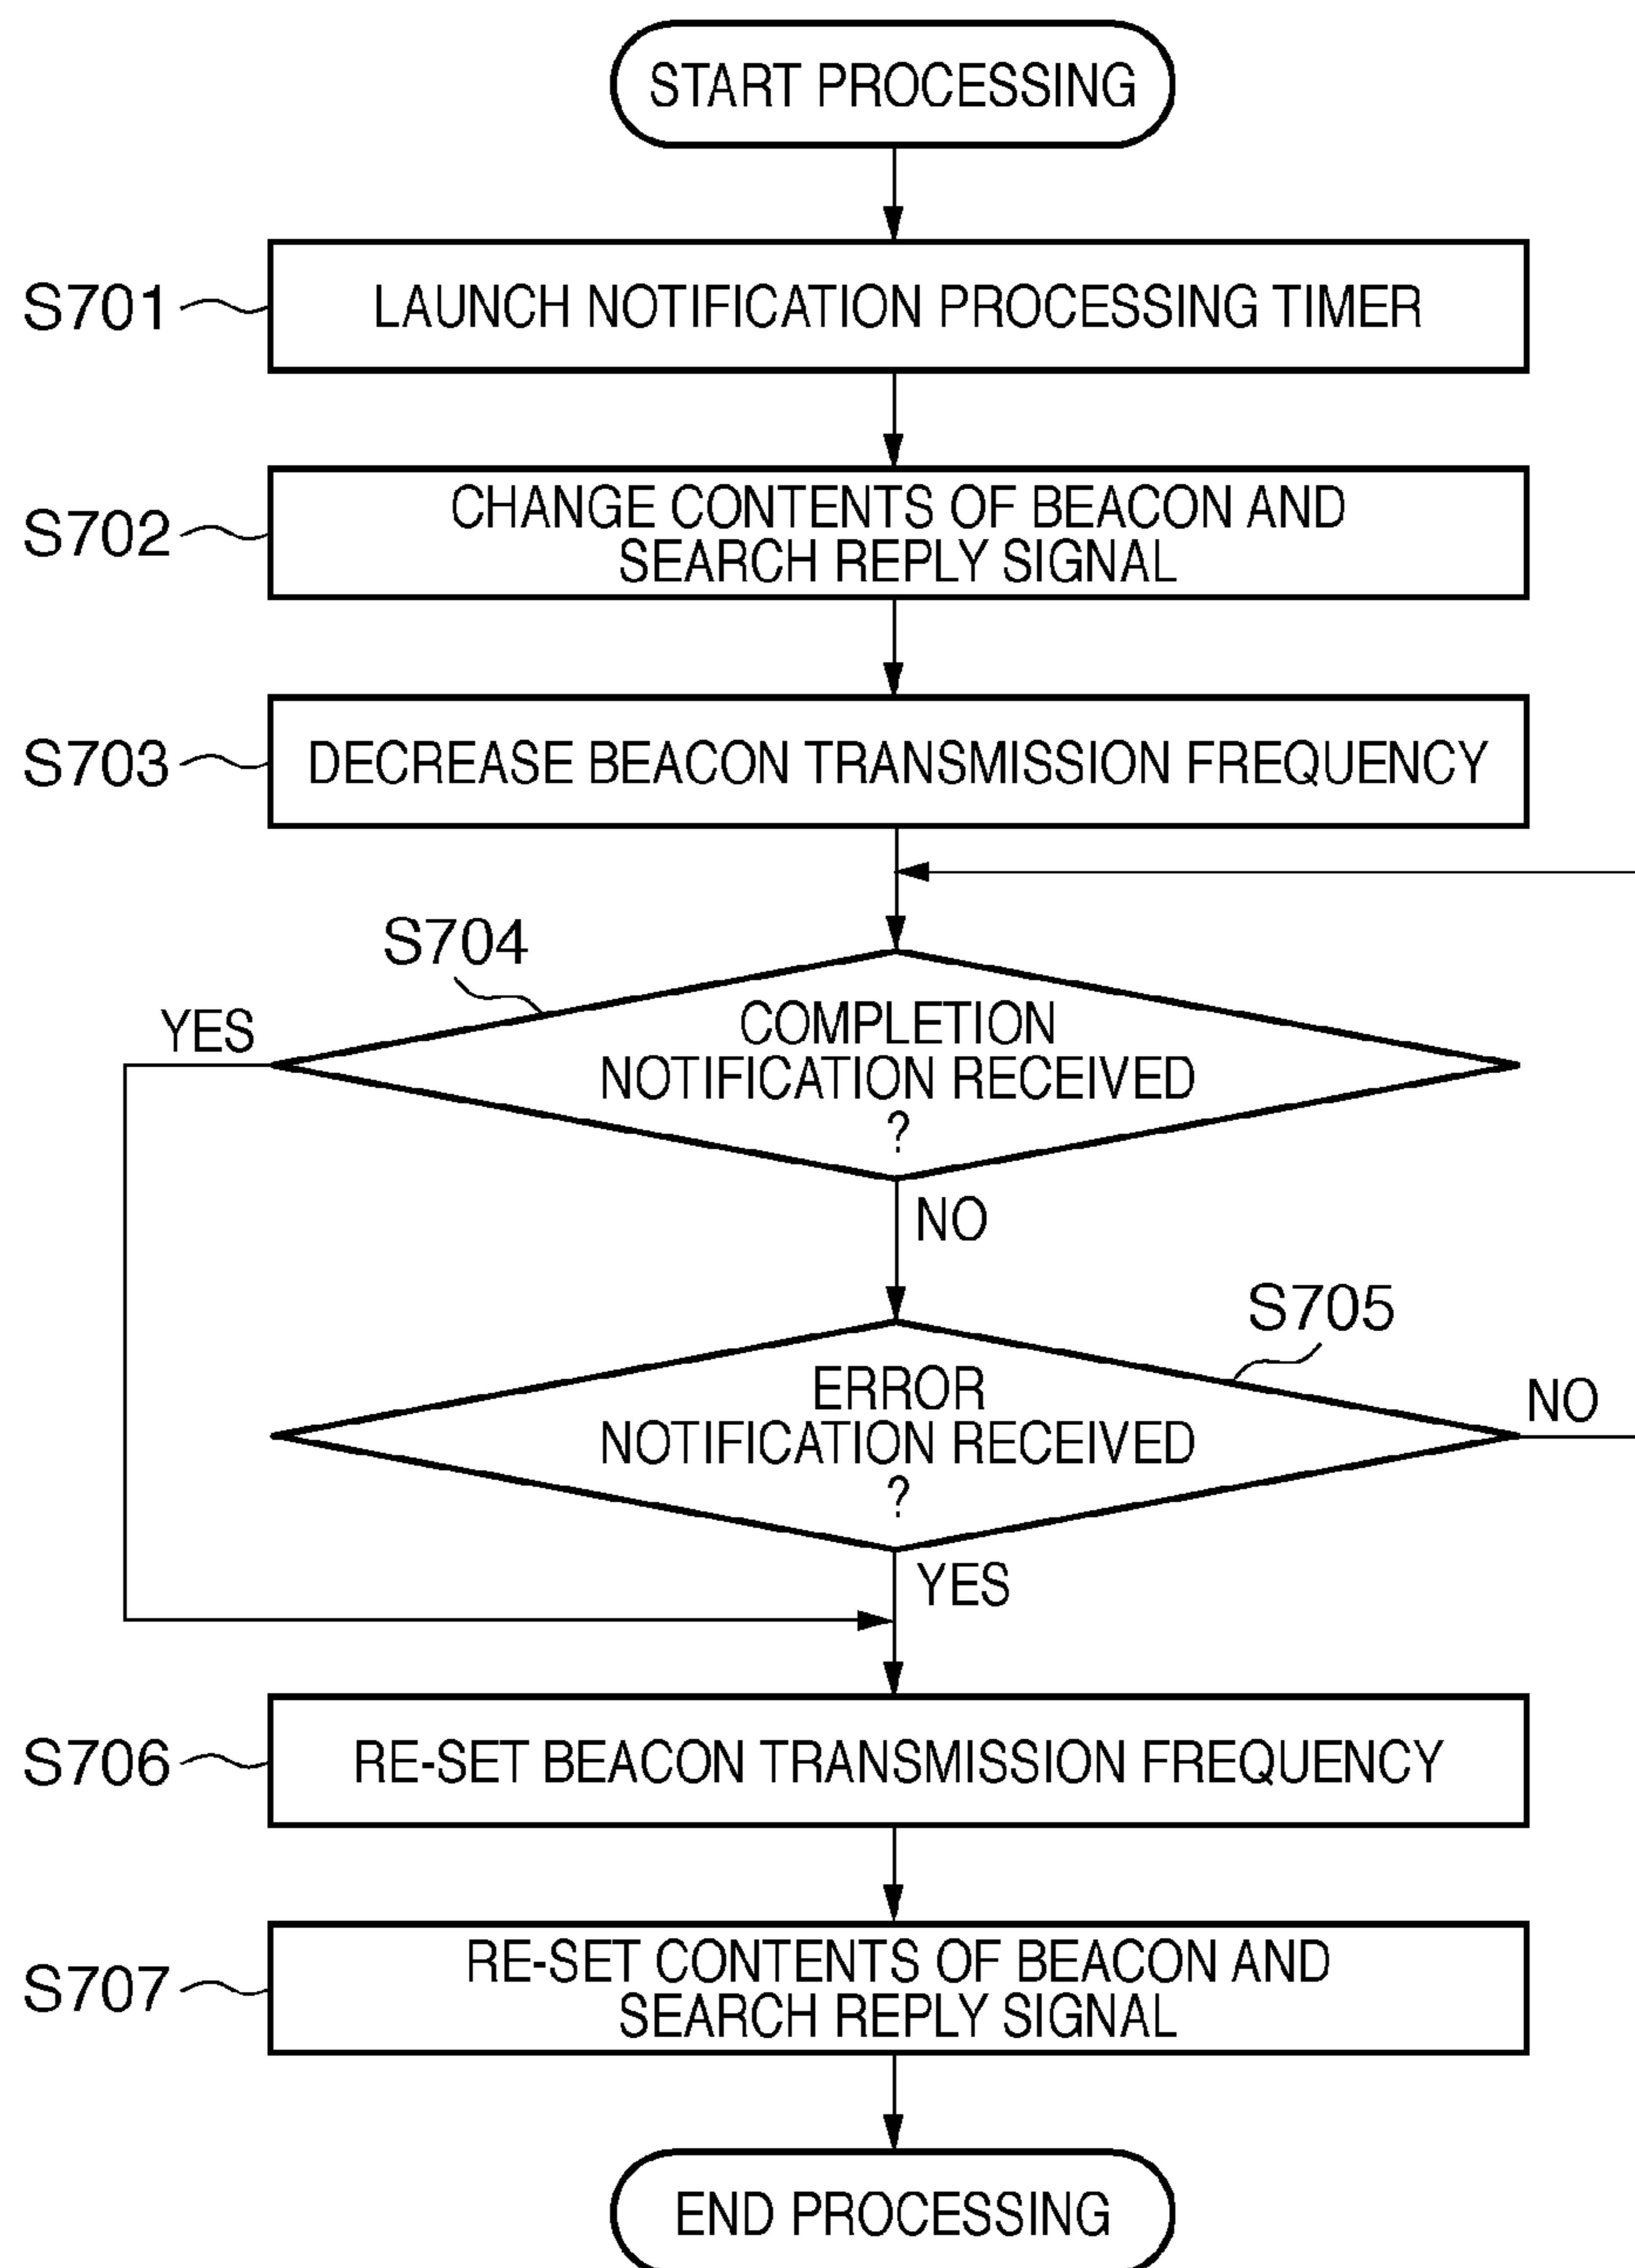 START PROCESSING
S701
LAUNCH NOTIFICATION PROCESSING TIMER
S702
CHANGE CONTENTS OF BEACON AND
SEARCH REPLY SIGNAL
S703
DECREASE BEACON TRANSMISSION FREQUENCY
S704
YES
COMPLETION
NOTIFICATION RECEIVED
?
NO
S705
ERROR
NOTIFICATION RECEIVED
?
NO
YES
S706
RE-SET BEACON TRANSMISSION FREQUENCY
S707
RE-SET CONTENTS OF BEACON AND
SEARCH REPLY SIGNAL
END PROCESSING